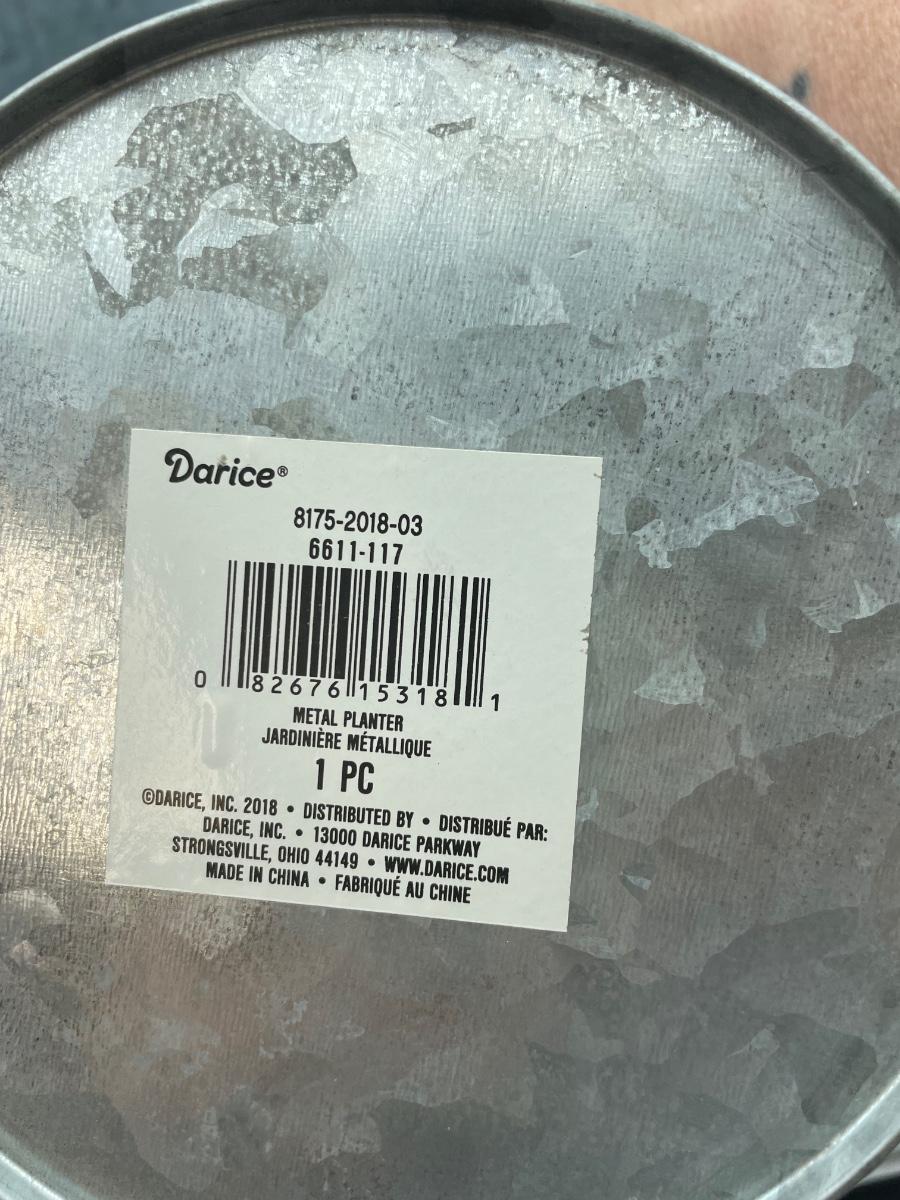 Darice®
8175-2018-03
6611-117
0 82676 15318 1
METAL PLANTER
JARDINIÈRE MÉTALLIQUE
1 PC
©DARICE, INC. 2018 • DISTRIBUTED BY • DISTRIBUÉ PAR:
DARICE, INC. • 13000 DARICE PARKWAY
STRONGSVILLE, OHIO 44149 • WWW.DARICE.COM
MADE IN CHINA • FABRIQUÉ AU CHINE